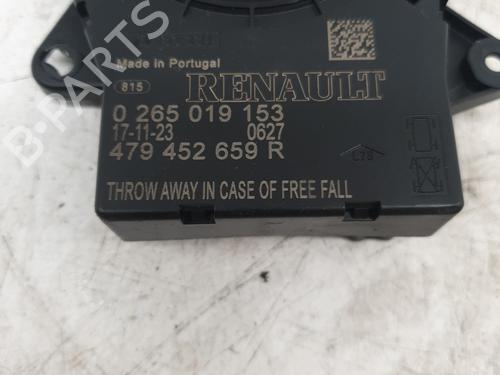 Made in Portugal
815
RENAULT
0 265 019 153
17-11-23 0627
479 452 659 R
THROW AWAY IN CASE OF FREE FALL
B-PARTS